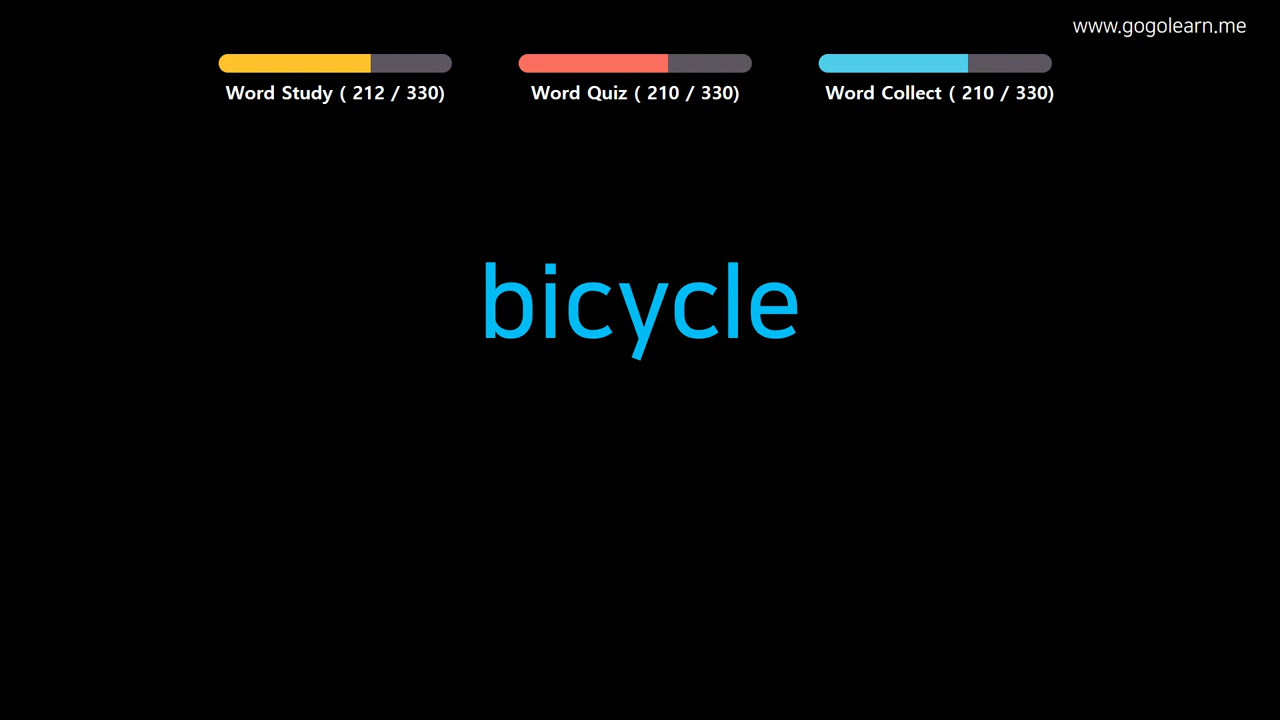 www.gogolearn.me
Word Study ( 212 / 330)
Word Quiz ( 210 / 330)
Word Collect ( 210 / 330)
bicycle